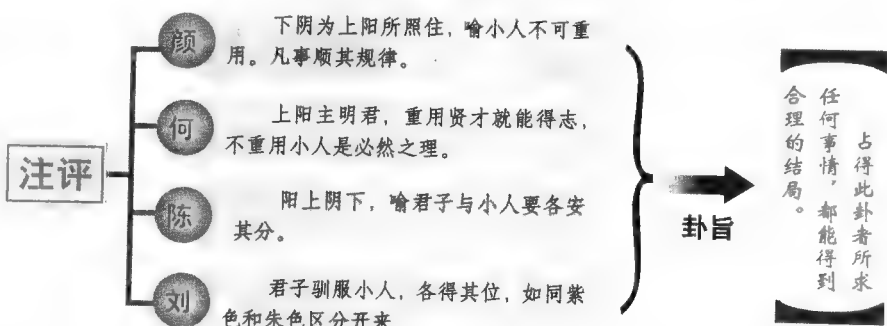 注评
颜
下阴为上阳所照住，喻小人不可重
用。凡事顺其规律。
何
上阳主明君，重用贤才就能得志，
不重用小人是必然之理。
陈
阳上阴下，喻君子与小人要各安
其分。
刘
君子驯服小人，各得其位，如同紫
色和朱色区分开来
卦旨
占得此卦者所求
任何事情，都能得到
合理的结局。